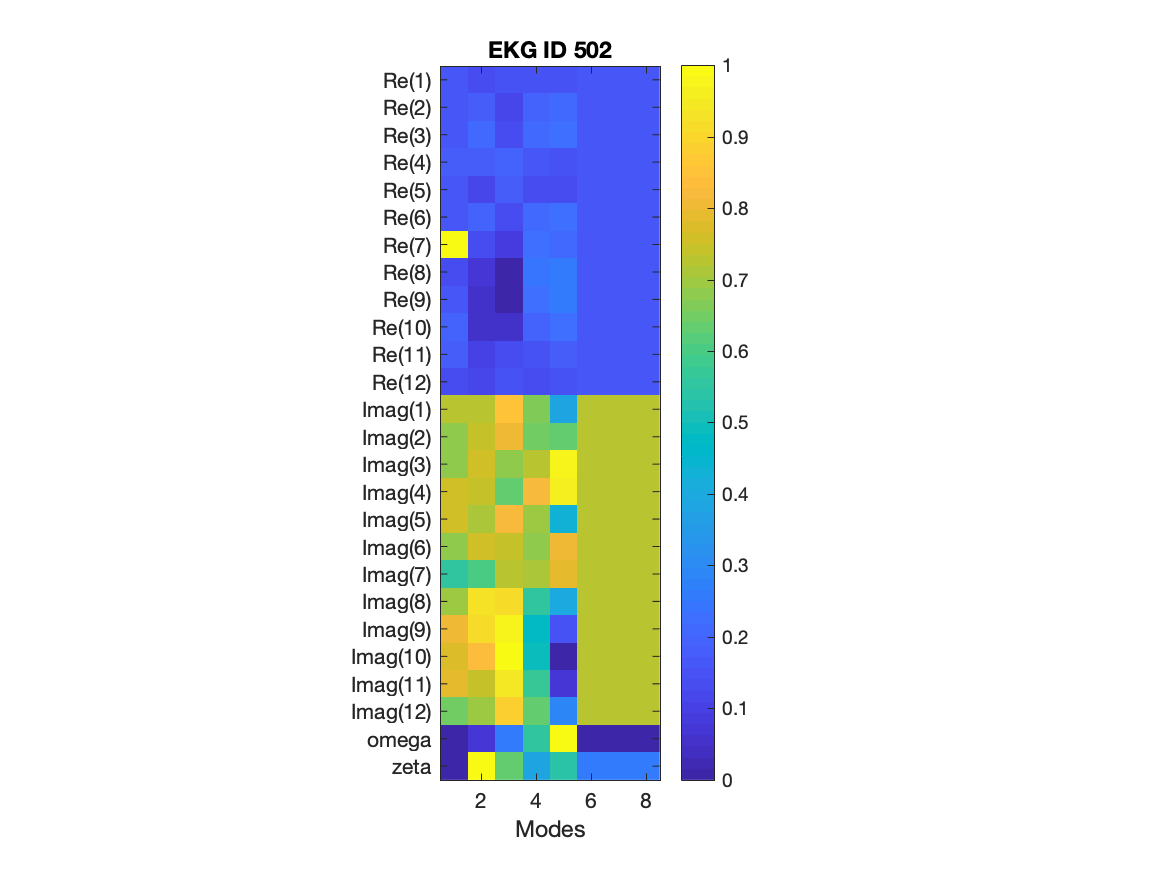 EKG ID 502
Re(1)
Re(2)
Re(3)
Re(4)
Re(5)
Re(6)
Re(7)
Re(8)
Re(9)
Re(10)
Re(11)
Re(12)
Imag(1)
Imag(2)
Imag(3)
Imag(4)
Imag(5)
Imag(6)
Imag(7)
Imag(8)
Imag(9)
Imag(10)
Imag(11)
Imag(12)
omega
zeta
2 4 6 8
Modes
1
0.9
0.8
0.7
0.6
0.5
0.4
0.3
0.2
0.1
0